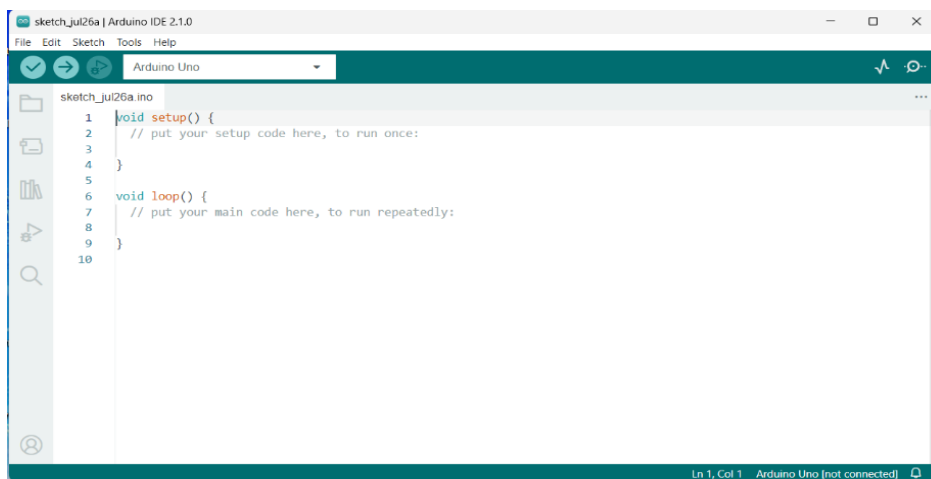 sketch_jul26a | Arduino IDE 2.1.0
File Edit Sketch Tools Help
Arduino Uno
sketch_jul26a.ino
1 void setup() {
2 // put your setup code here, to run once:
3
4 }
5
6 void loop() {
7 // put your main code here, to run repeatedly:
8
9 }
10
Ln 1, Col 1 Arduino Uno [not connected]